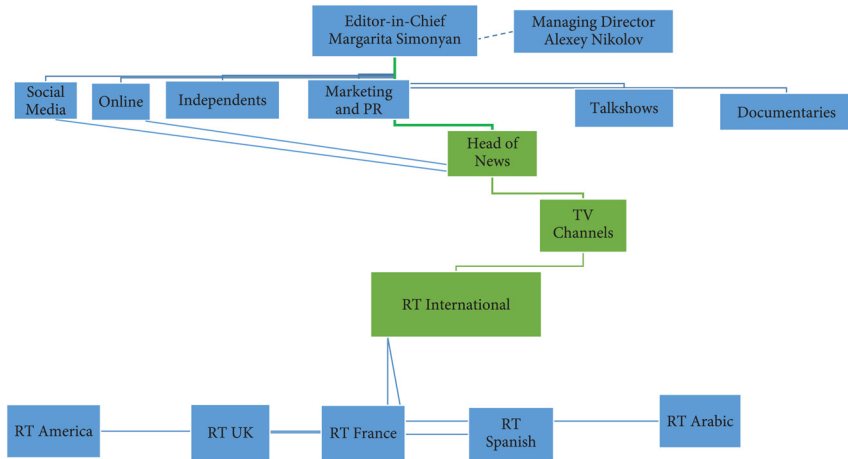 Editor-in-Chief
Margarita Simonyan
Managing Director
Alexey Nikolov
Social
Media
Online
Independents
Marketing
and PR
Talkshows
Documentaries
Head of
News
TV
Channels
RT International
RT America
RT UK
RT France
RT
Spanish
RT Arabic